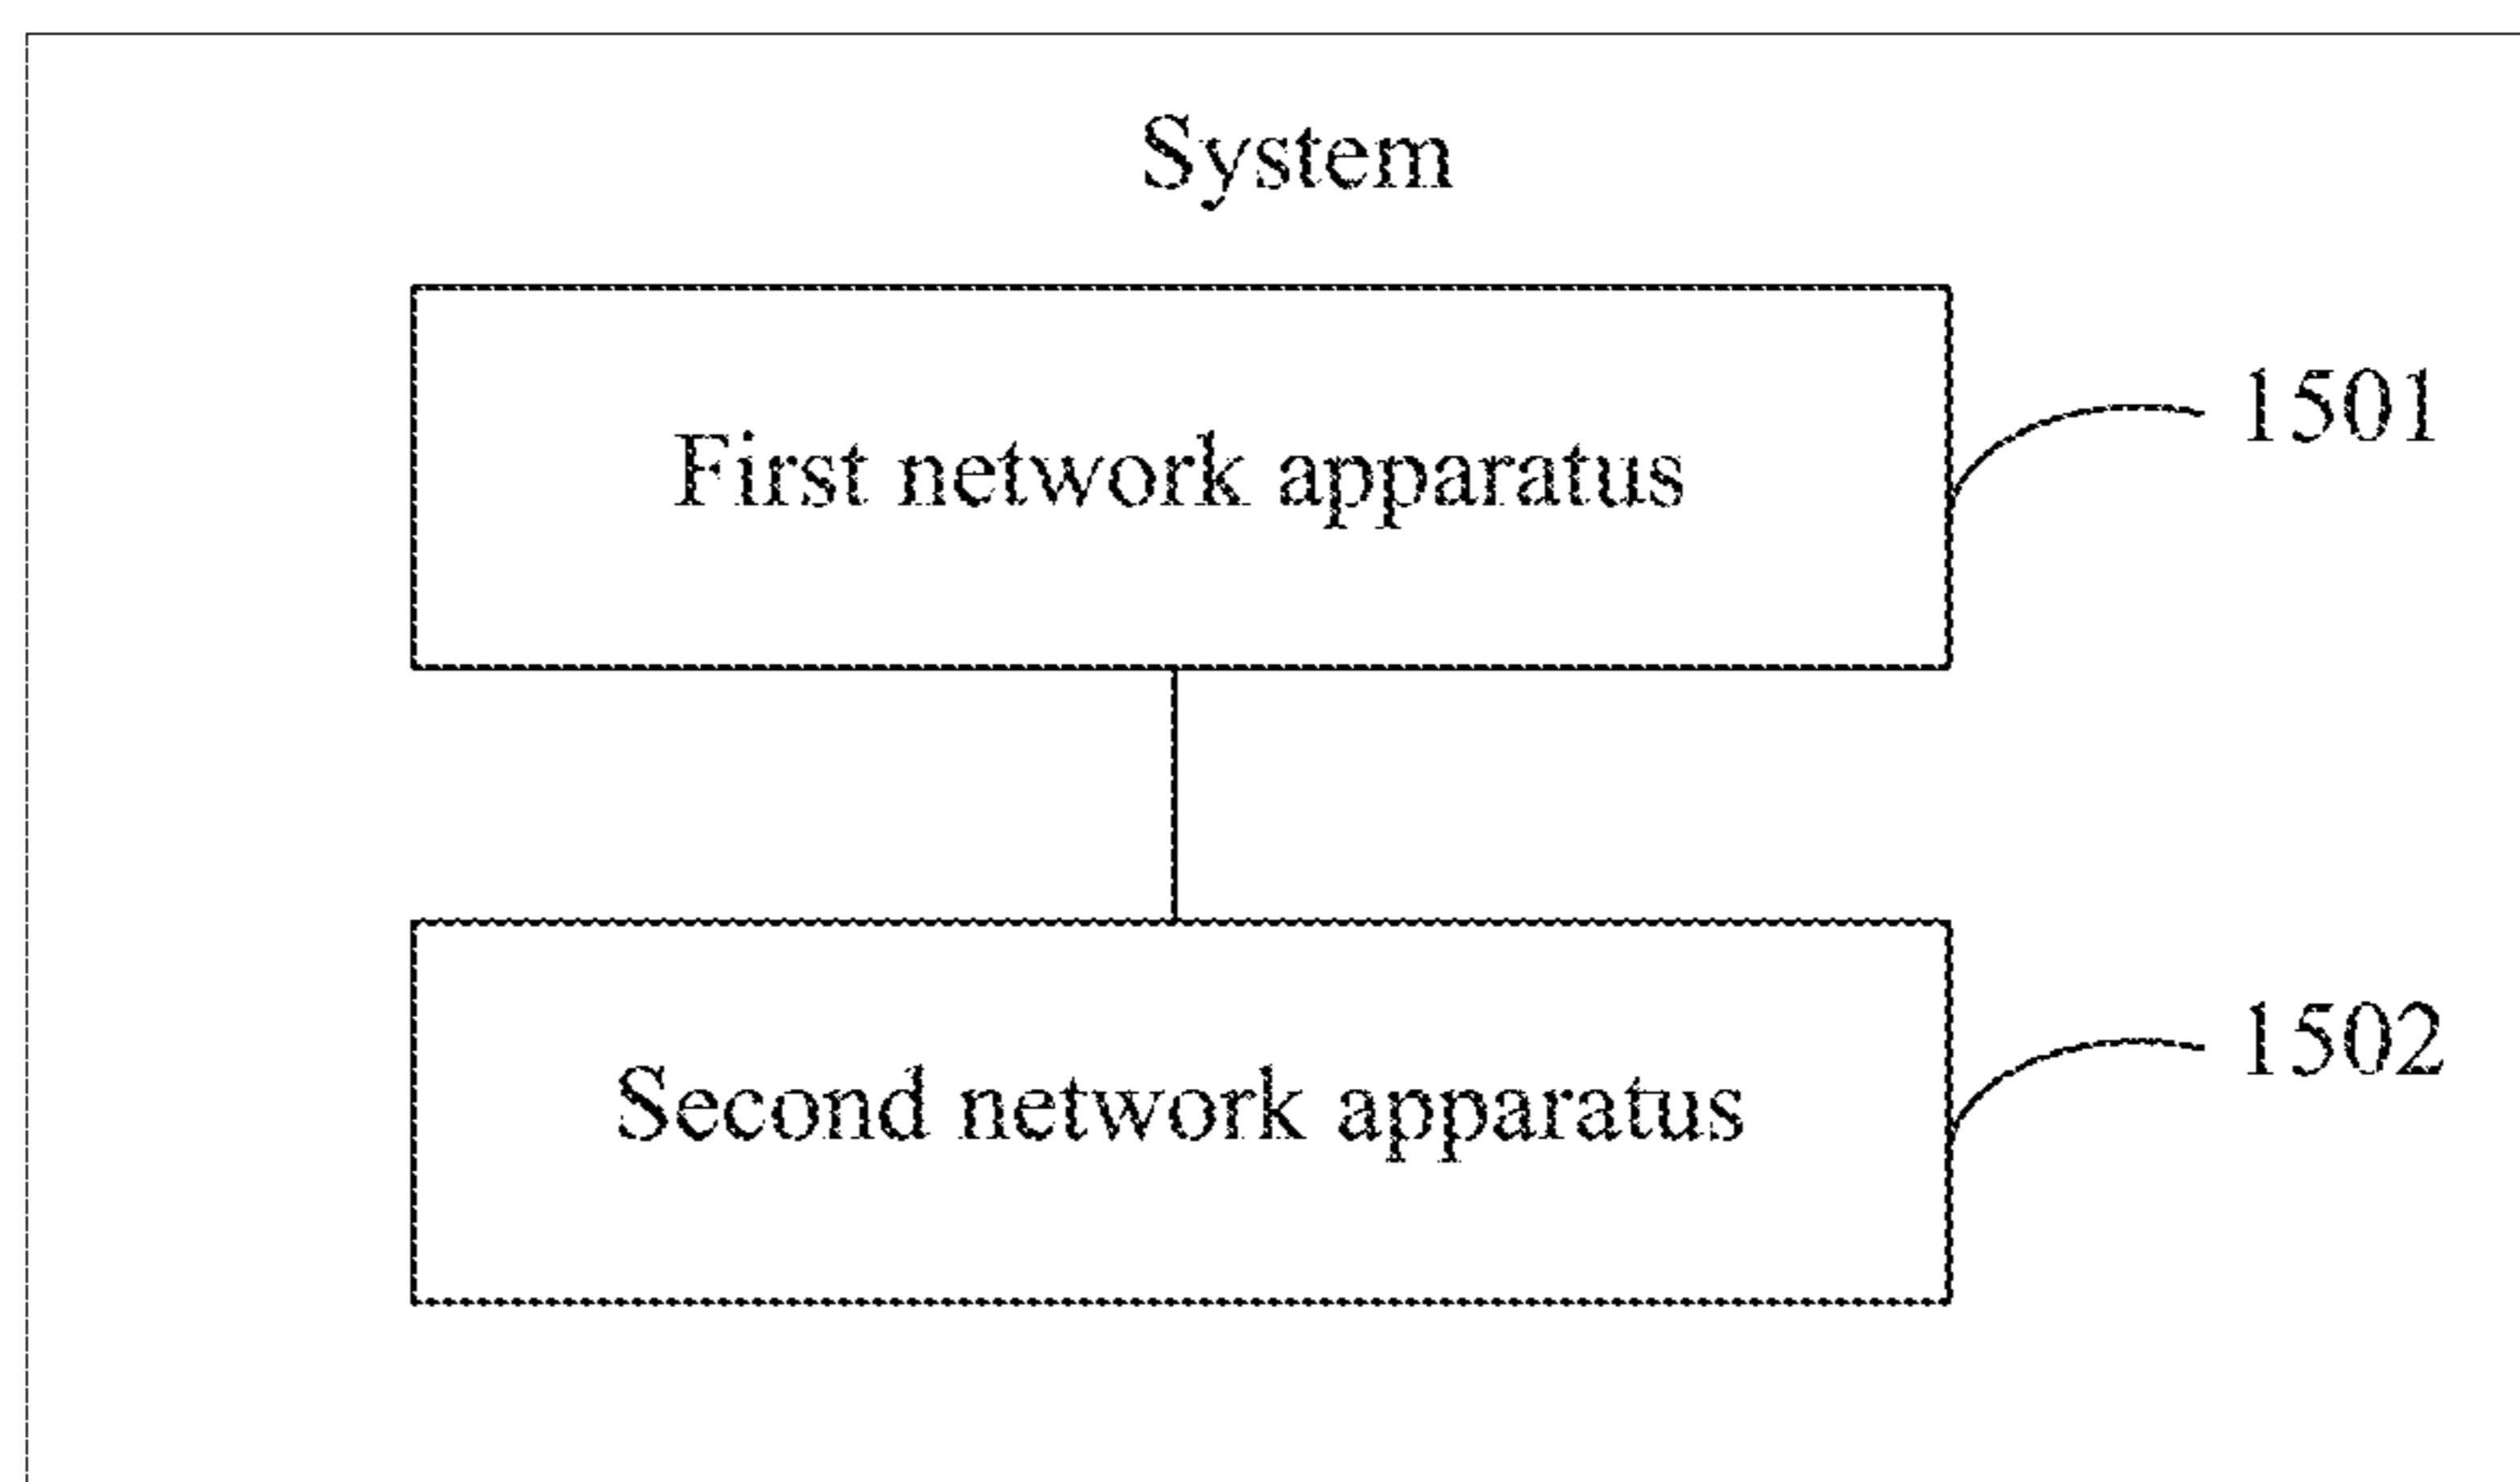 System
First network apparatus
1501
Second network apparatus
1502